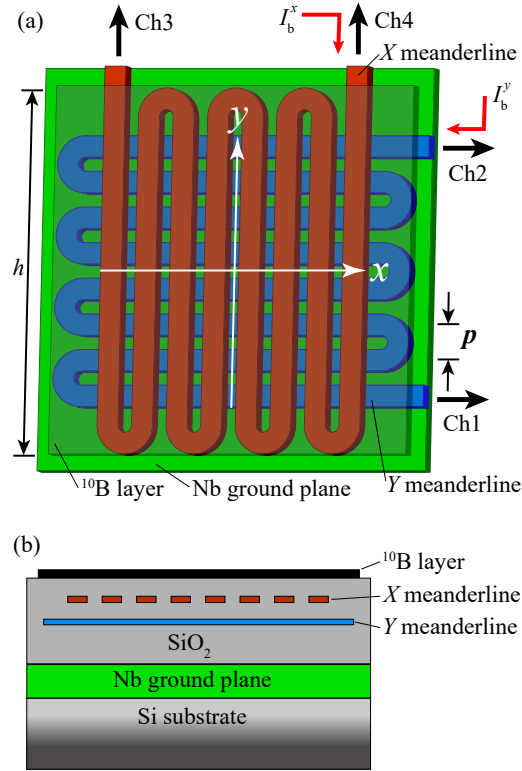 (a)
Ch3
I_b^x
Ch4
X meanderline
I_b^y
y
Ch2
h
x
p
Ch1
¹⁰B layer
Nb ground plane
Y meanderline
(b)
¹⁰B layer
X meanderline
Y meanderline
SiO₂
Nb ground plane
Si substrate